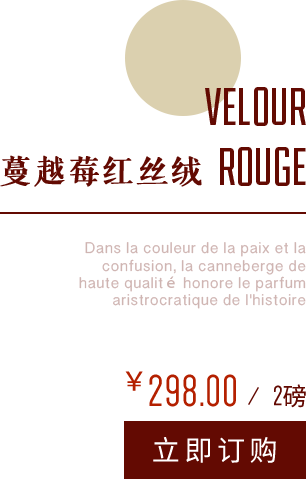 VELOUR
蔓越莓红丝绒 ROUGE
Dans la couleur de la paix et la
confusion, la canneberge de
haute qualité honore le parfum
aristrocratique de l'histoire
￥298.00 / 2磅
立即订购